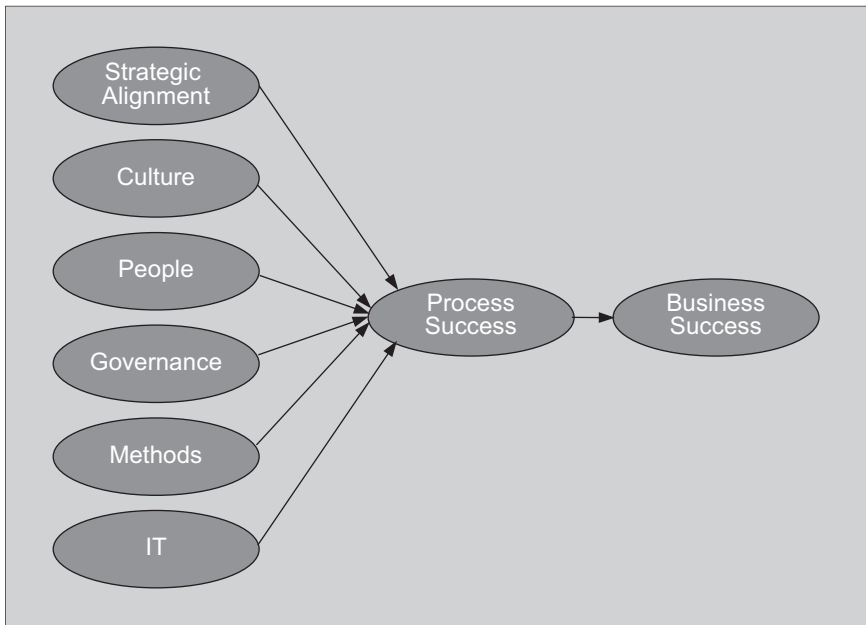 Strategic
Alignment
Culture
People
Governance
Methods
IT
Process
Success
Business
Success